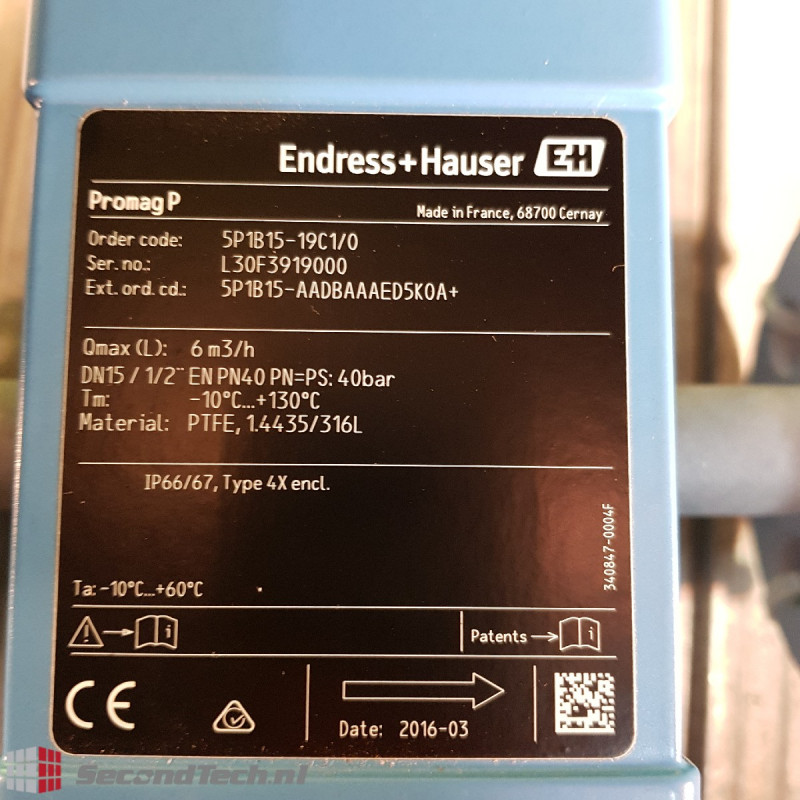 Endress+Hauser EH
Promag P
Made in France, 68700 Cernay
Order code: 5P1B15-19C1/0
Ser.no.: L30F3919000
Ext.ord.cd.: 5P1B15-AADBAAAED5K0A+
Qmax (L): 6 m3/h
DN15 / 1/2" EN PN40 PN=PS: 40bar
Tm: -10°C...+130°C
Material: PTFE, 1.4435/316L
IP66/67, Type 4X encl.
340847-0004F
Ta: -10°C...+60°C
Patents
CE
Date: 2016-03
SecondTech.nl